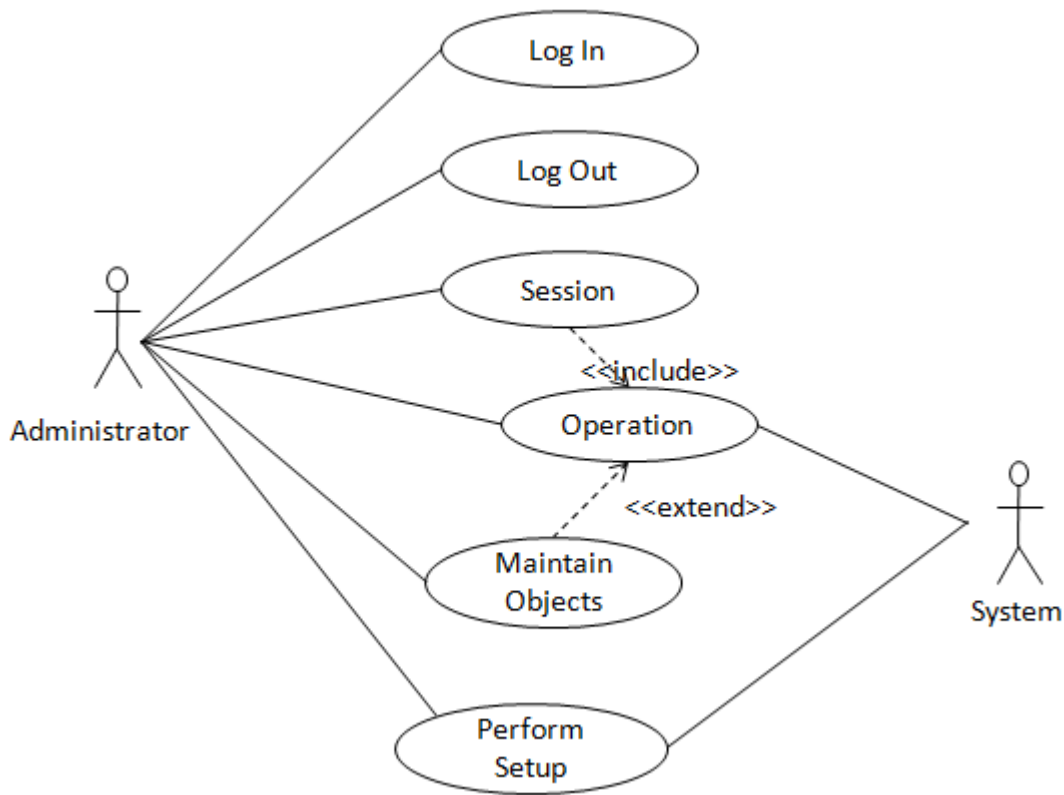 Log In
Log Out
Session
<<include>>
Operation
Administrator
<<extend>>
Maintain
Objects
System
Perform
Setup